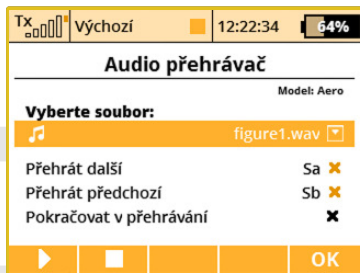 Tx Výchozí 12:22:34 64%
Audio přehrávač
Model: Aero
Vyberte soubor:
figure1.wav
Přehrát další Sa ✖
Přehrát předchozí Sb ✖
Pokračovat v přehrávání ✖
OK